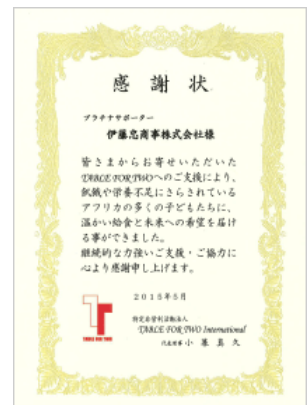 感謝状
プラチナサポーター
伊藤忠商事株式会社様
皆さまからお寄せいただいた
TABLE FOR TWOへのご支援により、
飢餓や栄養不足にさらされている
アフリカの多くの子どもたちに、
温かい給食と未来への希望を届け
る事ができました。
継続的な力強いご支援・ご協力に
心より感謝申し上げます。
2015年5月
特定非営利活動法人
TABLE FOR TWO International
代表理事 小暮真久
TABLE FOR TWO